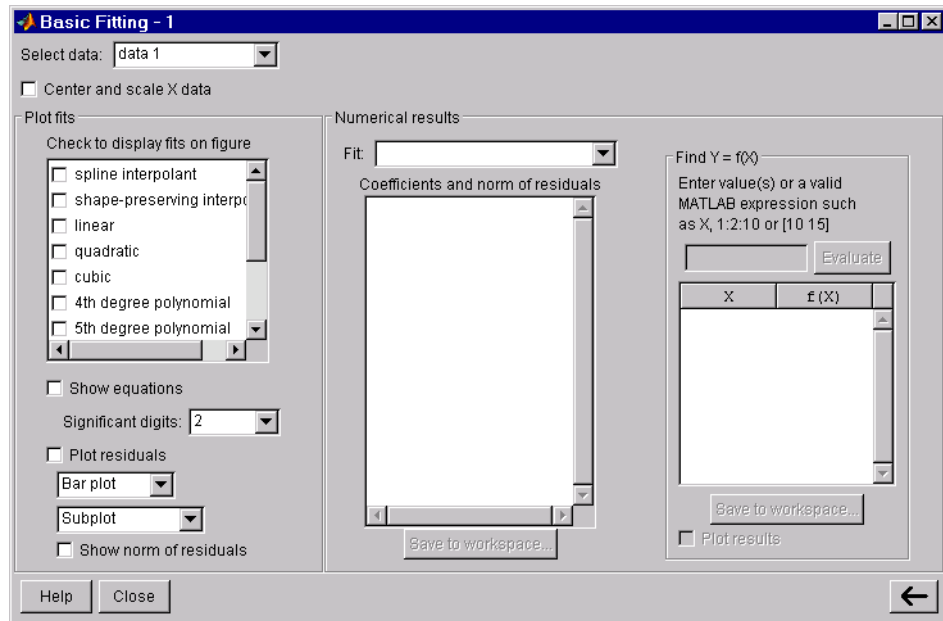 Basic Fitting - 1
Select data: data 1
Center and scale X data
Plot fits
Check to display fits on figure
spline interpolant
shape-preserving interpo
linear
quadratic
cubic
4th degree polynomial
5th degree polynomial
Show equations
Significant digits: 2
Plot residuals
Bar plot
Subplot
Show norm of residuals
Numerical results
Fit:
Coefficients and norm of residuals
Save to workspace...
Find Y = f(X)
Enter value(s) or a valid
MATLAB expression such
as X, 1:2:10 or [10 15]
Evaluate
X f (X)
Save to workspace...
Plot results
Help Close